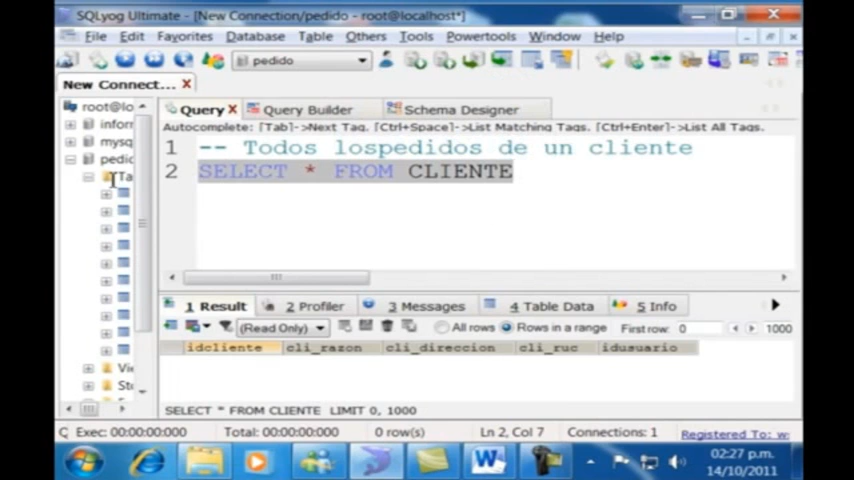 SQLyog Ultimate - [New Connection/pedido - root@localhost*]
File Edit Favorites Database Table Others Tools Powertools Window Help
pedido
New Connect...
root@lo
Query
Query Builder
Schema Designer
inform
Autocomplete: [Tab]->Next Tag. [Ctrl+Space]->List Matching Tags. [Ctrl+Enter]->List All Tags.
mysq
1 -- Todos lospedidos de un cliente
pedid
2 SELECT * FROM CLIENTE
Ta
1 Result 2 Profiler 3 Messages 4 Table Data 5 Info
(Read Only) All rows Rows in a range First row: 0 1000
idcliente cli_razon cli_direccion cli_ruc idusuario
Vie
Sto
SELECT * FROM CLIENTE LIMIT 0, 1000
Q Exec: 00:00:00:000 Total: 00:00:00:000 0 row(s) Ln 2, Col 7 Connections: 1 Registered To: w
02:27 p.m.
14/10/2011